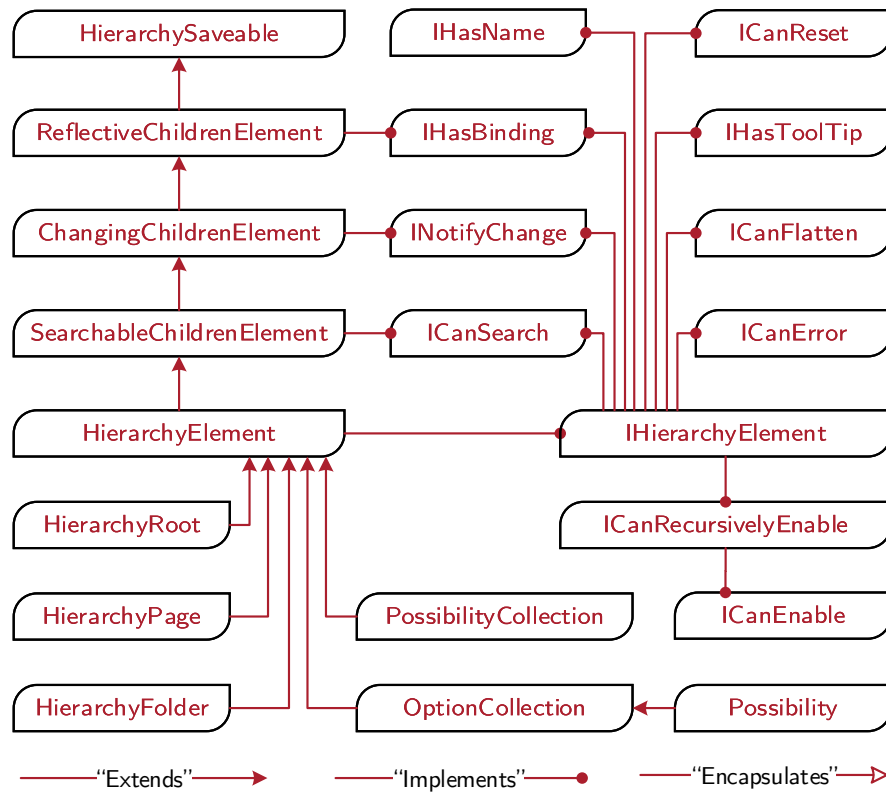 HierarchySaveable
IHasName
ICanReset
ReflectiveChildrenElement
IHasBinding
IHasToolTip
ChangingChildrenElement
INotifyChange
ICanFlatten
SearchableChildrenElement
ICanSearch
ICanError
HierarchyElement
IHierarchyElement
HierarchyRoot
ICanRecursivelyEnable
HierarchyPage
PossibilityCollection
ICanEnable
HierarchyFolder
OptionCollection
Possibility
“Extends”
“Implements”
“Encapsulates”